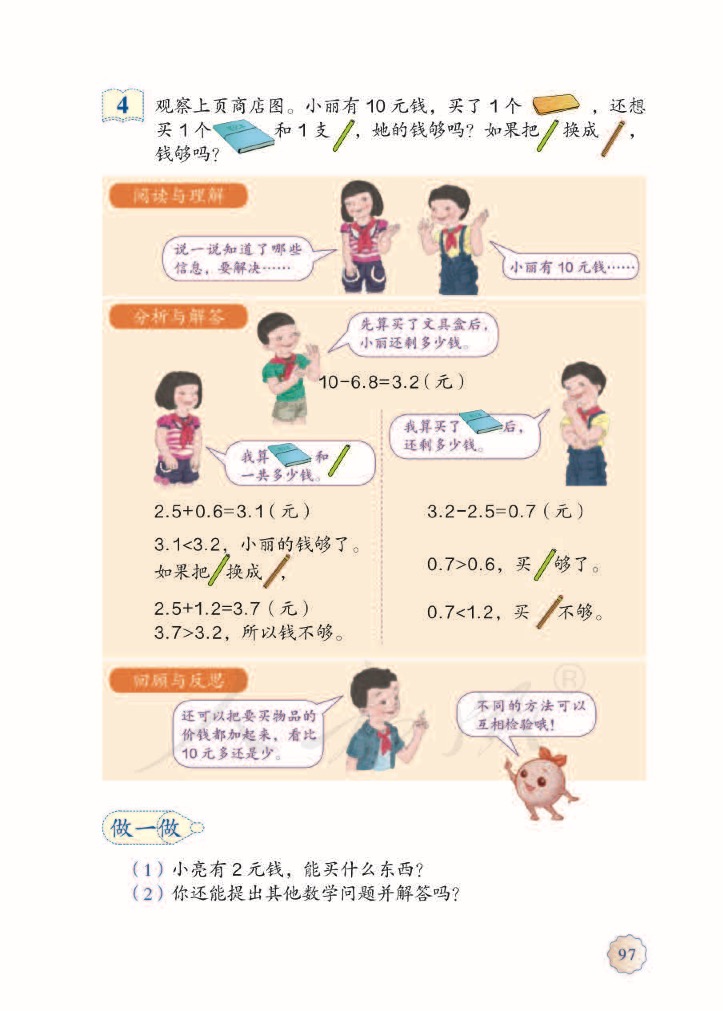 4 观察上页商店图。小丽有10元钱，买了1个 ，还想
买1个 和1支 ，她的钱够吗？如果把 换成 ，
钱够吗？
阅读与理解
说一说知道了哪些
信息，要解决……
小丽有10元钱……
分析与解答
先算买了文具盒后，
小丽还剩多少钱。
10-6.8=3.2（元）
我算 和
一共多少钱。
2.5+0.6=3.1（元）
3.1<3.2，小丽的钱够了。
如果把 换成 ，
2.5+1.2=3.7（元）
3.7>3.2，所以钱不够。
我算买了 后，
还剩多少钱。
3.2-2.5=0.7（元）
0.7>0.6，买 够了。
0.7<1.2，买 不够。
回顾与反思
还可以把要买物品的
价钱都加起来，看比
10元多还是少。
不同的方法可以
互相检验哦！
®
做一做
（1）小亮有2元钱，能买什么东西？
（2）你还能提出其他数学问题并解答吗？
97